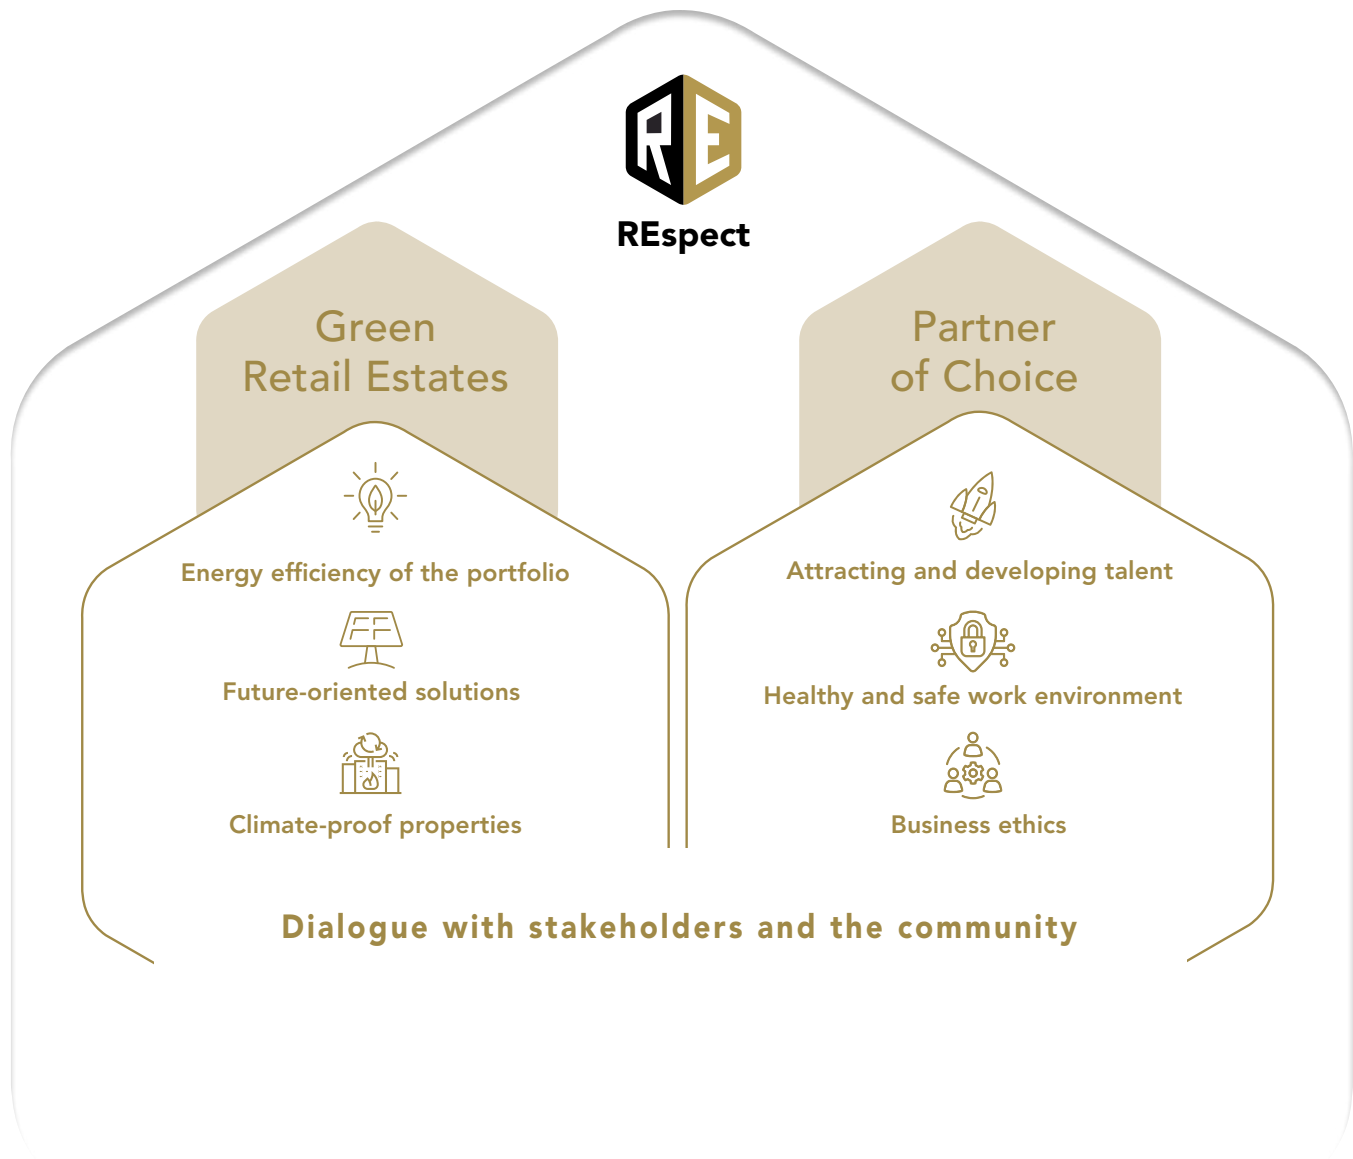 RE
REspect
Green
Retail Estates
Energy efficiency of the portfolio
Future-oriented solutions
Climate-proof properties
Partner
of Choice
Attracting and developing talent
Healthy and safe work environment
Business ethics
Dialogue with stakeholders and the community